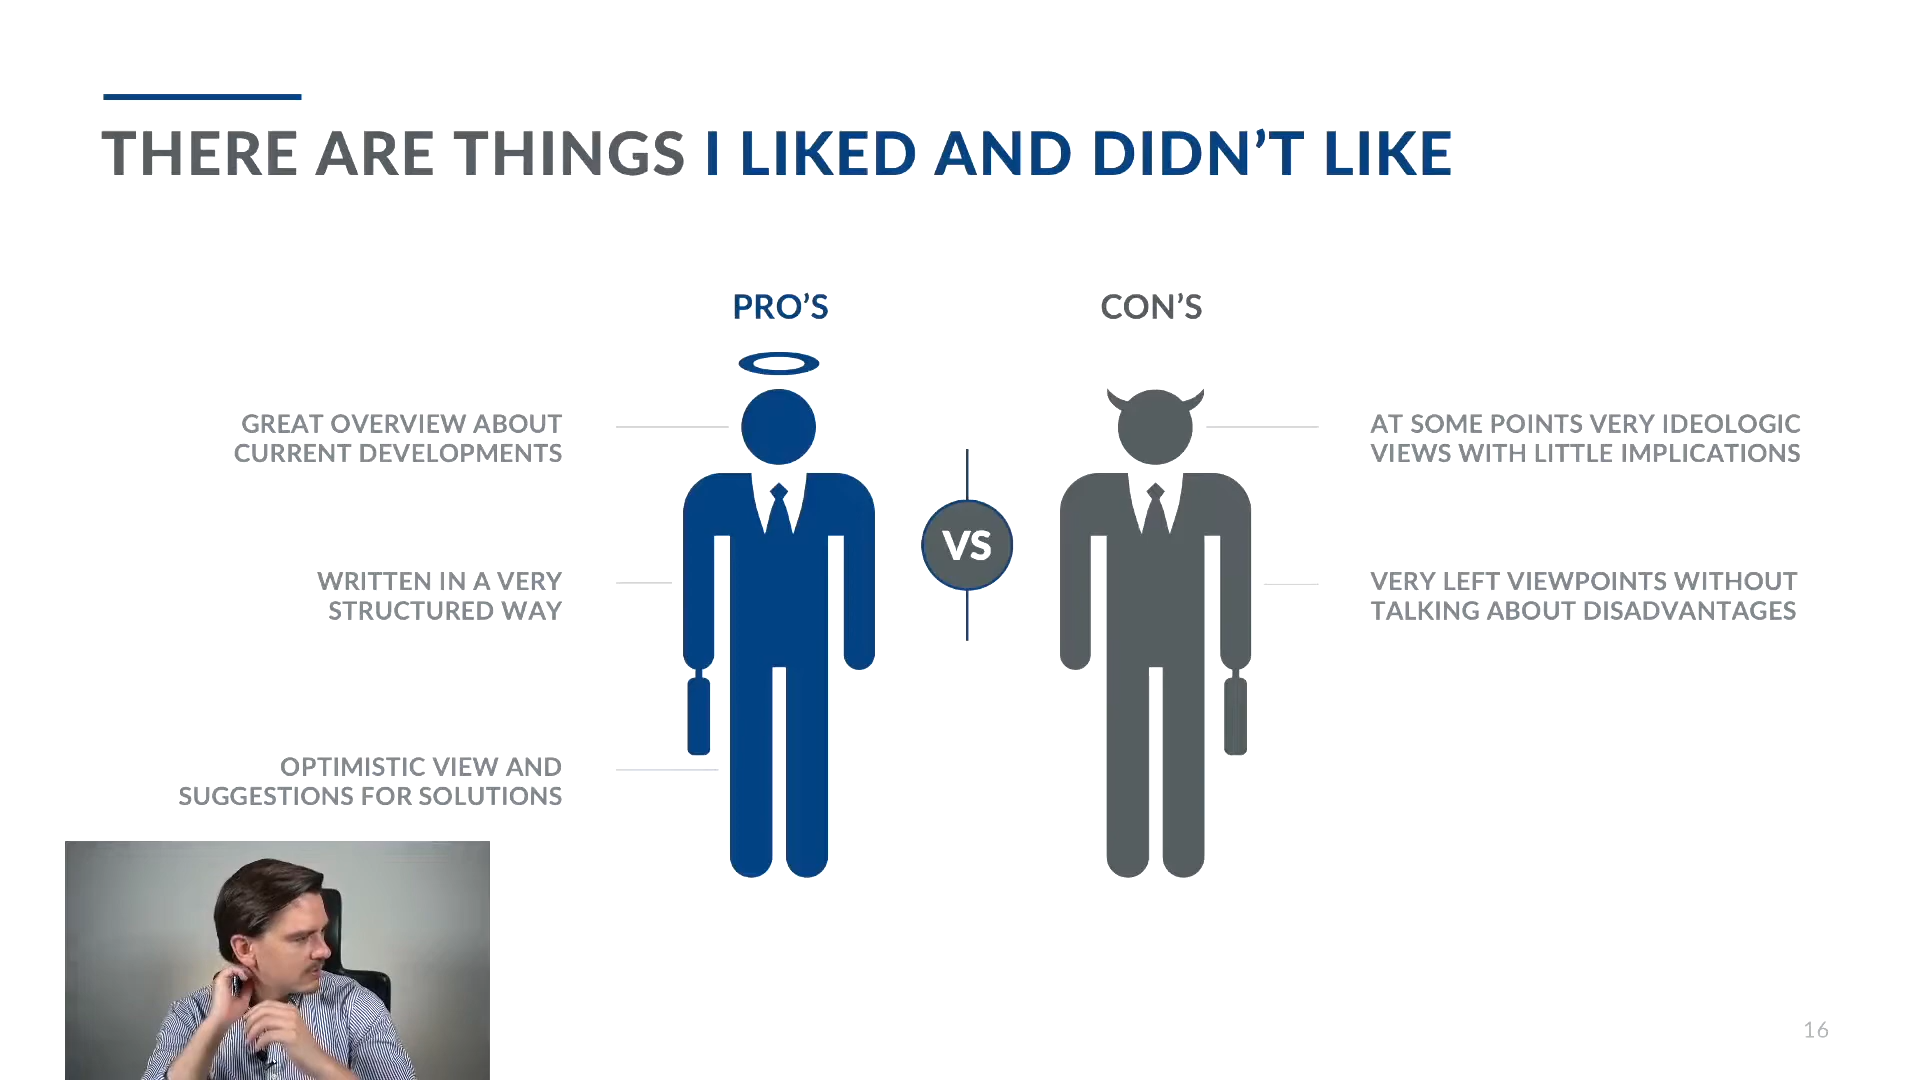 THERE ARE THINGS I LIKED AND DIDN’T LIKE
PRO’S
CON’S
GREAT OVERVIEW ABOUT
CURRENT DEVELOPMENTS
WRITTEN IN A VERY
STRUCTURED WAY
OPTIMISTIC VIEW AND
SUGGESTIONS FOR SOLUTIONS
VS
AT SOME POINTS VERY IDEOLOGIC
VIEWS WITH LITTLE IMPLICATIONS
VERY LEFT VIEWPOINTS WITHOUT
TALKING ABOUT DISADVANTAGES
16